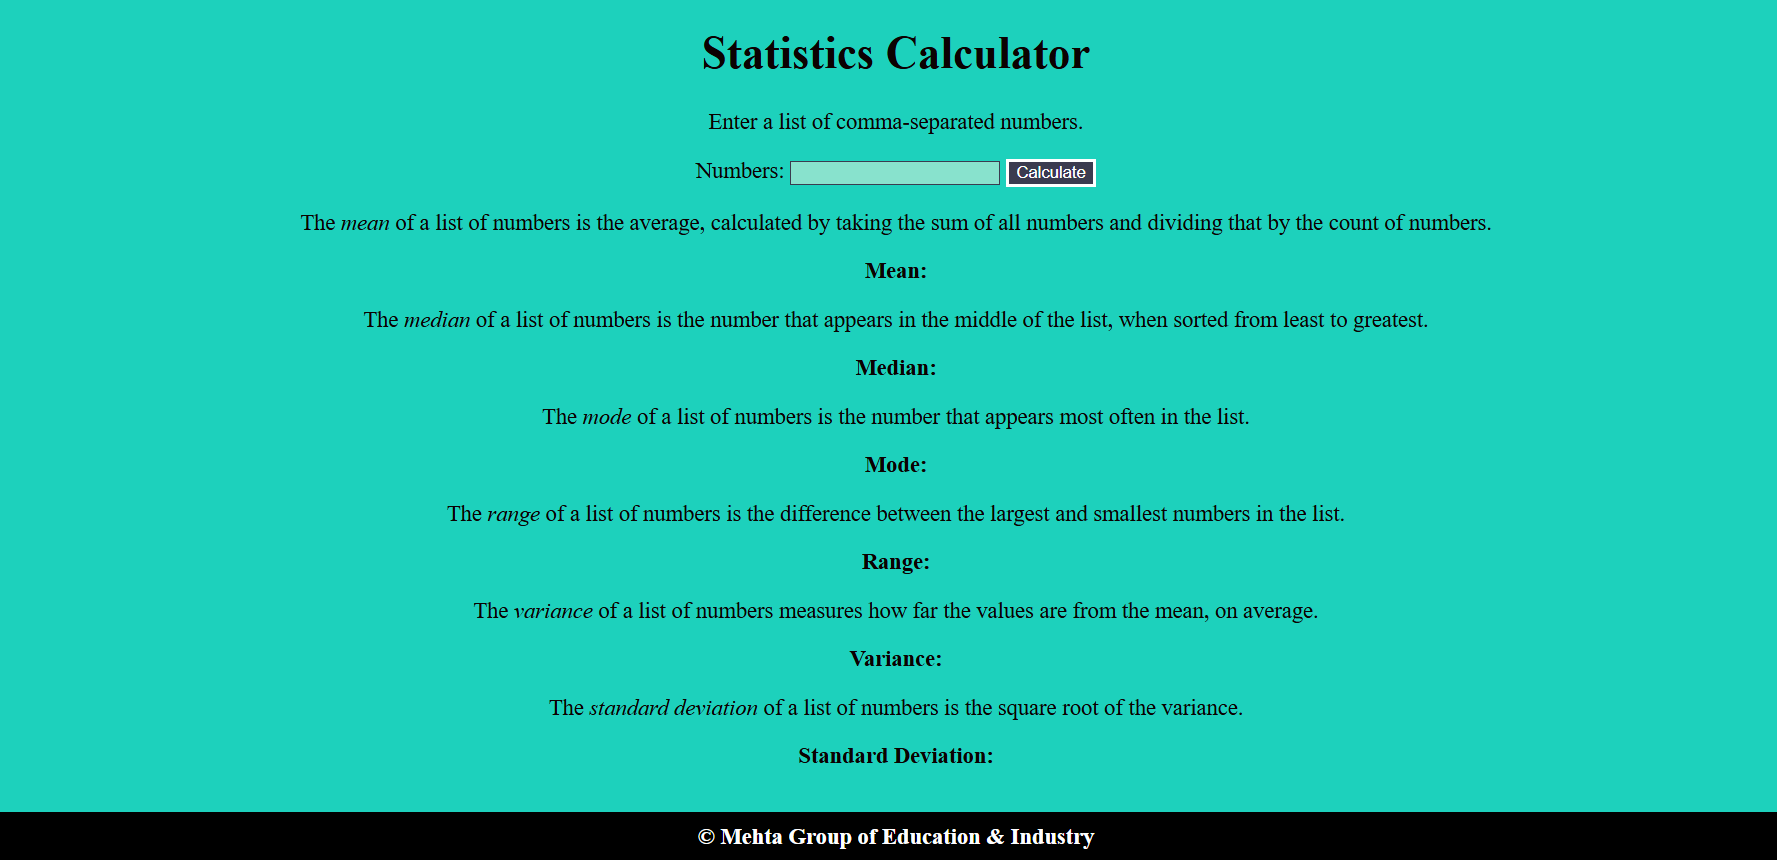 Statistics Calculator
Enter a list of comma-separated numbers.
Numbers: Calculate
The mean of a list of numbers is the average, calculated by taking the sum of all numbers and dividing that by the count of numbers.
Mean:
The median of a list of numbers is the number that appears in the middle of the list, when sorted from least to greatest.
Median:
The mode of a list of numbers is the number that appears most often in the list.
Mode:
The range of a list of numbers is the difference between the largest and smallest numbers in the list.
Range:
The variance of a list of numbers measures how far the values are from the mean, on average.
Variance:
The standard deviation of a list of numbers is the square root of the variance.
Standard Deviation:
© Mehta Group of Education & Industry